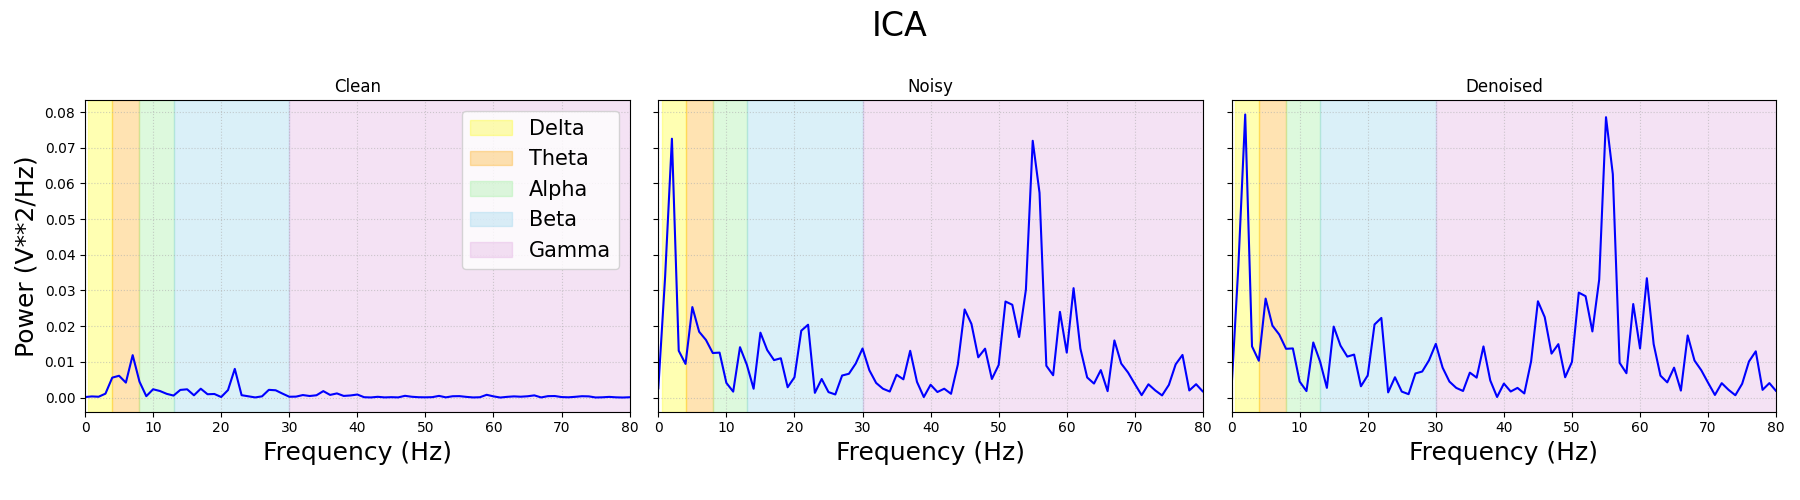 ICA
Clean
Noisy
Denoised
Power (V**2/Hz)
0.08
0.07
0.06
0.05
0.04
0.03
0.02
0.01
0.00
Delta
Theta
Alpha
Beta
Gamma
0 10 20 30 40 50 60 70 80
0 10 20 30 40 50 60 70 80
0 10 20 30 40 50 60 70 80
Frequency (Hz)
Frequency (Hz)
Frequency (Hz)